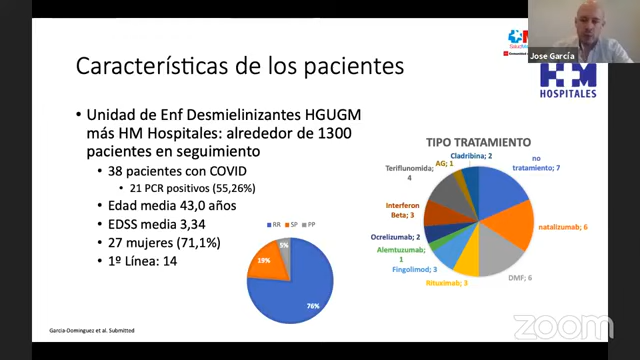 Jose García
Características de los pacientes
HM
HOSPITALES
• Unidad de Enf Desmielinizantes HGUGM
más HM Hospitales: alrededor de 1300
pacientes en seguimiento
• 38 pacientes con COVID
• 21 PCR positivos (55,26%)
• Edad media 43,0 años
• EDSS media 3,34
• 27 mujeres (71,1%)
• 1º Línea: 14
RR SP PP
5%
19%
76%
TIPO TRATAMIENTO
Cladribina; 2
AG; 1
no
tratamiento; 7
Teriflunomida;
4
Interferon
Beta; 3
natalizumab; 6
Ocrelizumab; 2
Alemtuzumab;
1
Fingolimod; 3
Rituximab; 3
DMF; 6
Garcia-Dominguez et al. Submitted
zoom